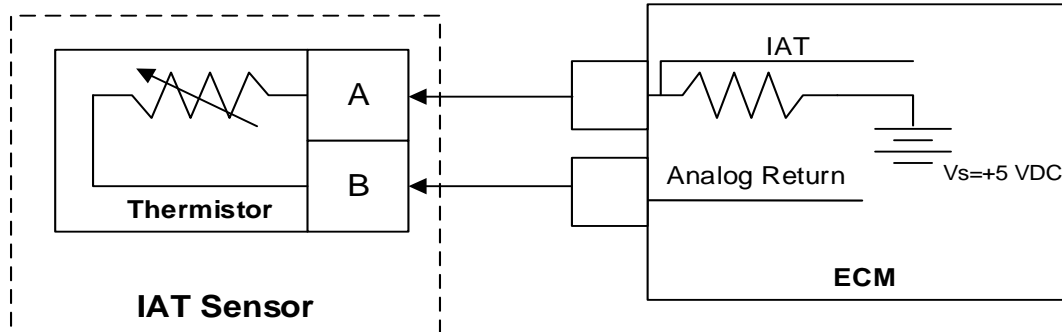 A
B
Thermistor
IAT Sensor
IAT
Analog Return
Vs=+5 VDC
ECM